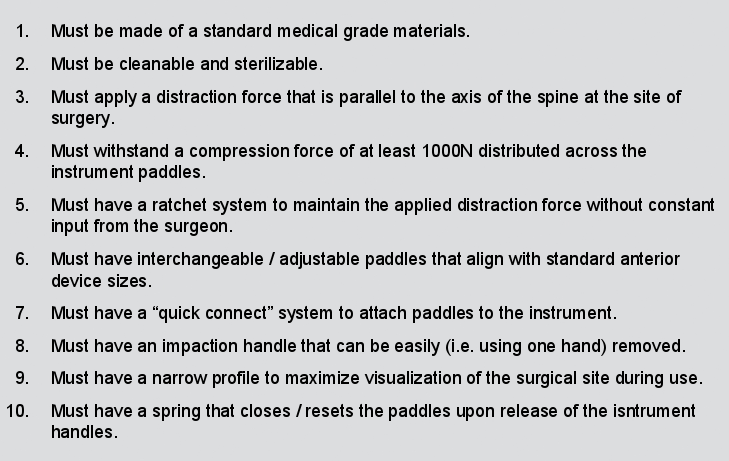 1. Must be made of a standard medical grade materials.
2. Must be cleanable and sterilizable.
3. Must apply a distraction force that is parallel to the axis of the spine at the site of
surgery.
4. Must withstand a compression force of at least 1000N distributed across the
instrument paddles.
5. Must have a ratchet system to maintain the applied distraction force without constant
input from the surgeon.
6. Must have interchangeable / adjustable paddles that align with standard anterior
device sizes.
7. Must have a “quick connect” system to attach paddles to the instrument.
8. Must have an impaction handle that can be easily (i.e. using one hand) removed.
9. Must have a narrow profile to maximize visualization of the surgical site during use.
10. Must have a spring that closes / resets the paddles upon release of the isntrument
handles.